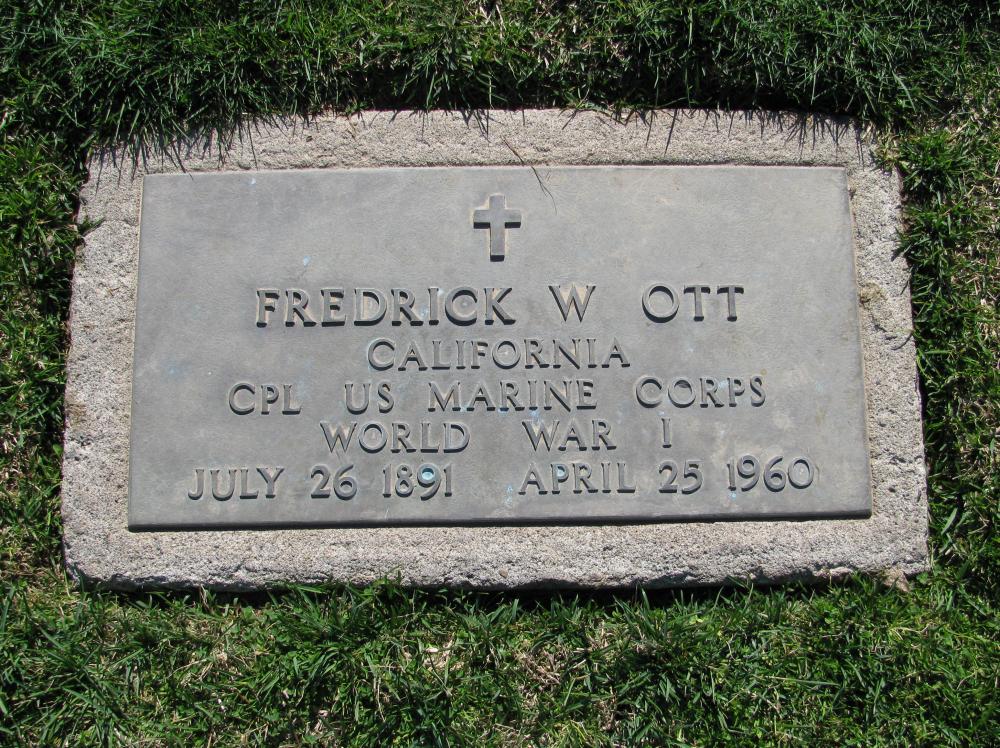 FREDRICK W OTT
CALIFORNIA
CPL US MARINE CORPS
WORLD WAR I
JULY 26 1891 APRIL 25 1960